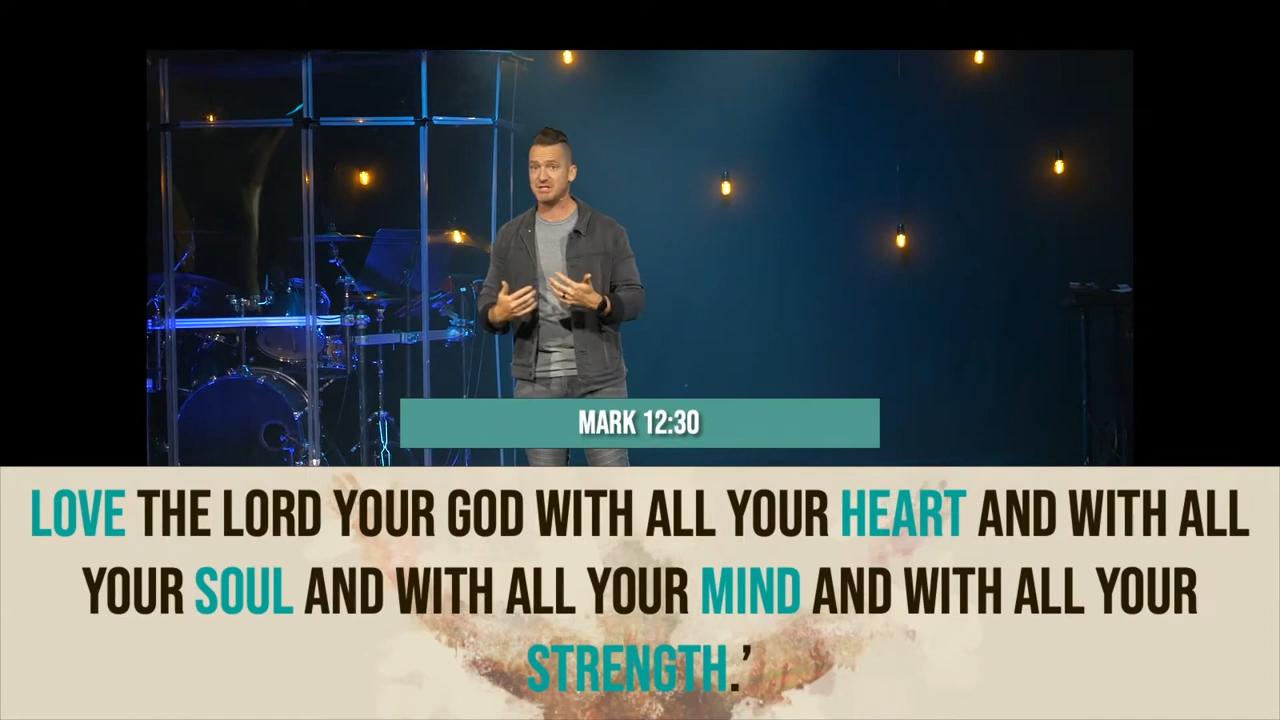 MARK 12:30
LOVE THE LORD YOUR GOD WITH ALL YOUR HEART AND WITH ALL
YOUR SOUL AND WITH ALL YOUR MIND AND WITH ALL YOUR
STRENGTH.’